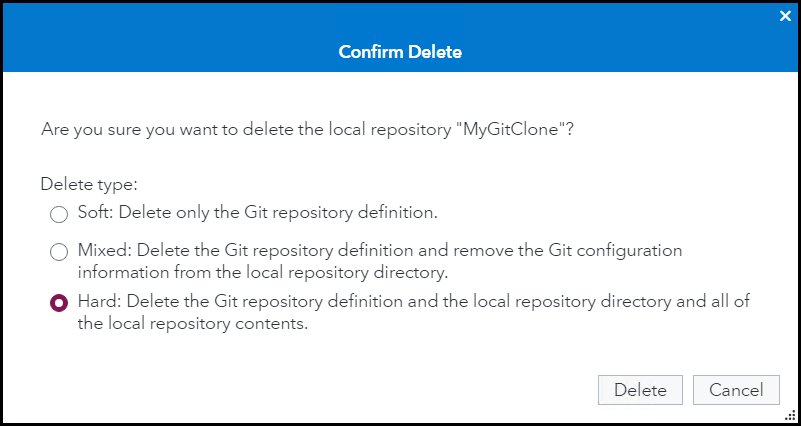 Confirm Delete
Are you sure you want to delete the local repository "MyGitClone"?
Delete type:
Soft: Delete only the Git repository definition.
Mixed: Delete the Git repository definition and remove the Git configuration
information from the local repository directory.
Hard: Delete the Git repository definition and the local repository directory and all of
the local repository contents.
Delete
Cancel